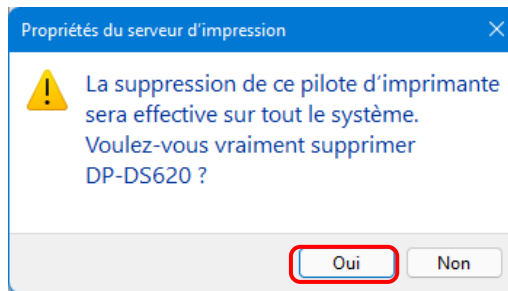 Propriétés du serveur d’impression
La suppression de ce pilote d’imprimante
sera effective sur tout le système.
Voulez-vous vraiment supprimer
DP-DS620 ?
Oui
Non